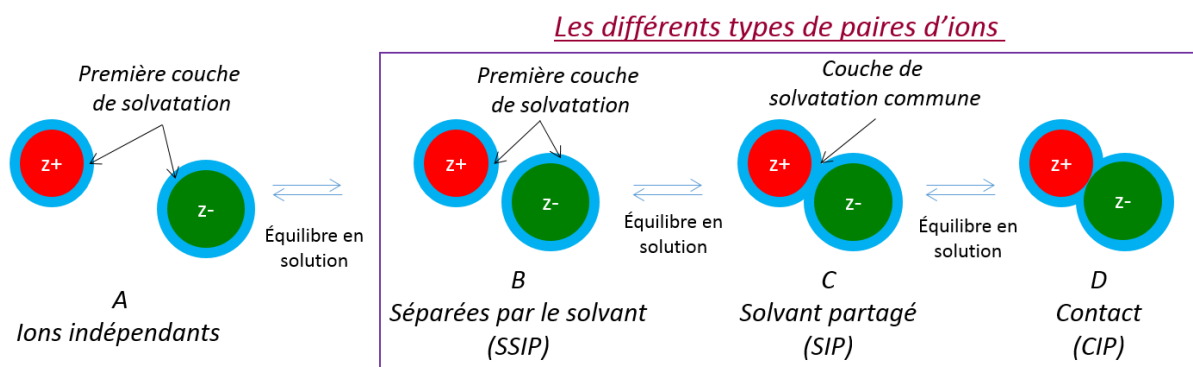 Les différents types de paires d'ions
Première couche
de solvatation
z+
z-
Équilibre en
solution
A
Ions indépendants
Première couche
de solvatation
z+
z-
Équilibre en
solution
B
Séparées par le solvant
(SSIP)
Couche de
solvatation commune
z+
z-
Équilibre en
solution
C
Solvant partagé
(SIP)
z+
z-
D
Contact
(CIP)